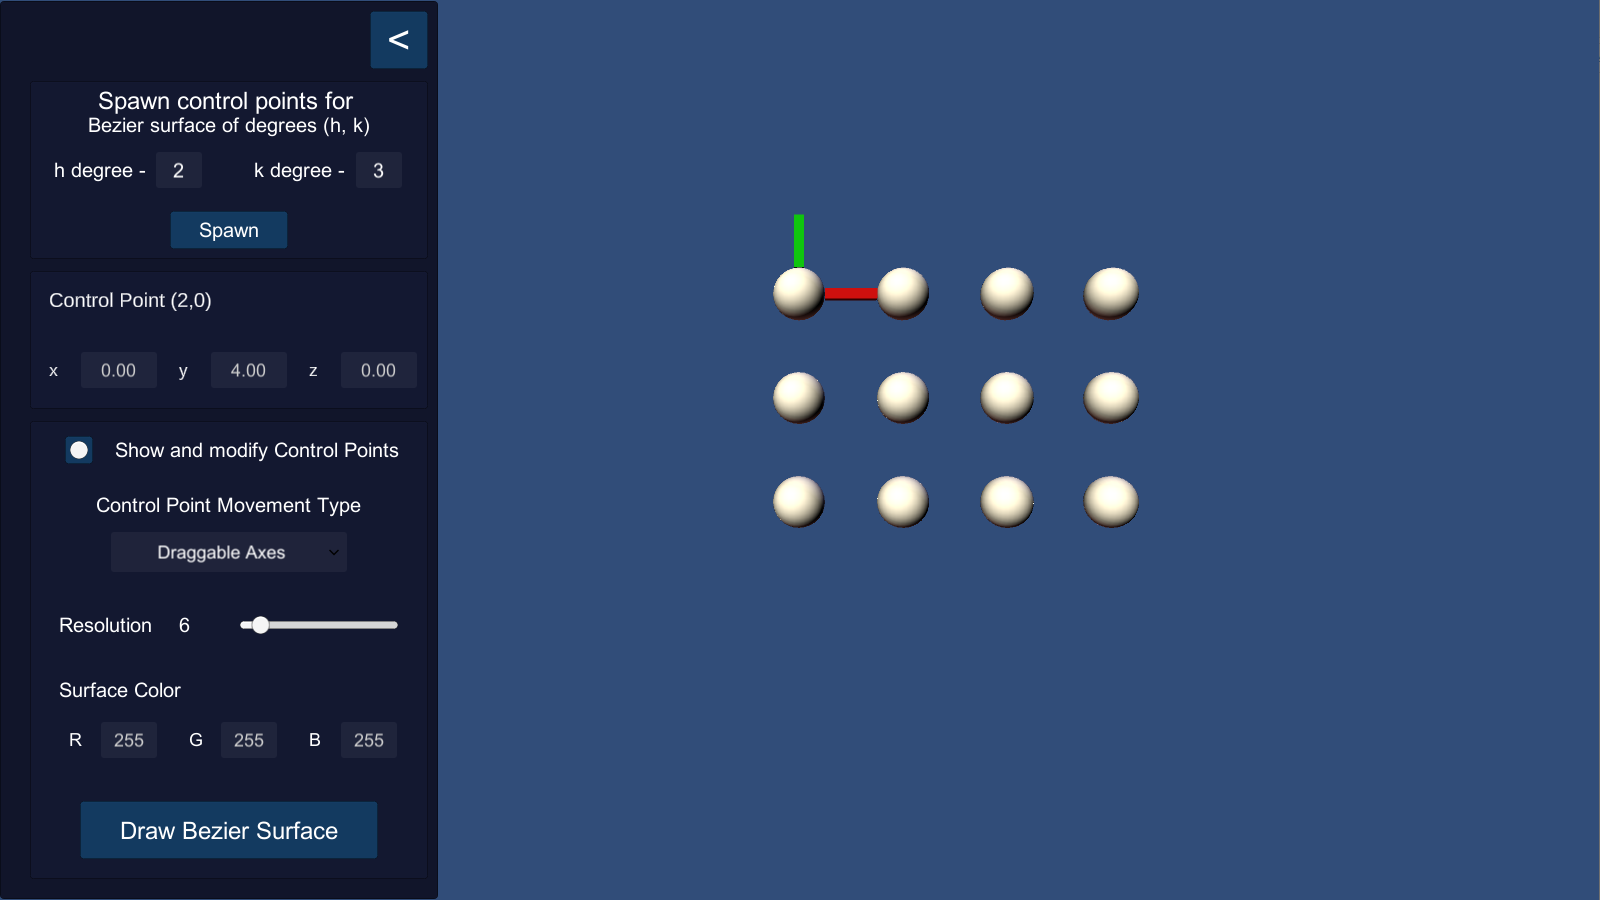 <
Spawn control points for
Bezier surface of degrees (h, k)
h degree - 2 k degree - 3
Spawn
Control Point (2,0)
x 0.00 y 4.00 z 0.00
Show and modify Control Points
Control Point Movement Type
Draggable Axes
Resolution 6
Surface Color
R 255 G 255 B 255
Draw Bezier Surface